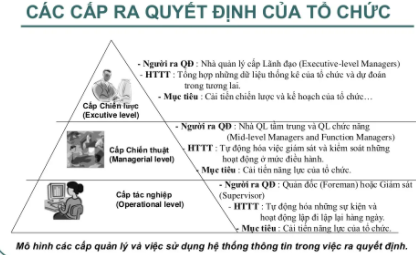 CÁC CẤP RA QUYẾT ĐỊNH CỦA TỔ CHỨC
- Người ra QĐ : Nhà quản lý cấp Lãnh đạo (Executive-level Managers)
- HTTT : Tổng hợp những dữ liệu thống kê của tổ chức và dự đoán
trong tương lai.
- Mục tiêu : Cải tiến chiến lược và kế hoạch của tổ chức…
Cấp Chiến lược
(Excutive level)
- Người ra QĐ : Nhà QL tầm trung và QL chức năng
(Mid-level Managers and Function Managers)
- HTTT : Tự động hóa việc giám sát và kiểm soát những
hoạt động ở mức điều hành.
- Mục tiêu : Cải tiến năng lực của tổ chức.
Cấp Chiến thuật
(Managerial level)
- Người ra QĐ : Quản đốc (Foreman) hoặc Giám sát
(Supervisor)
- HTTT : Tự động hóa những sự kiện và
hoạt động lặp đi lặp lại hàng ngày.
- Mục tiêu : Cải tiến năng lực của tổ chức.
Cấp tác nghiệp
(Operational level)
Mô hình các cấp quản lý và việc sử dụng hệ thống thông tin trong việc ra quyết định.